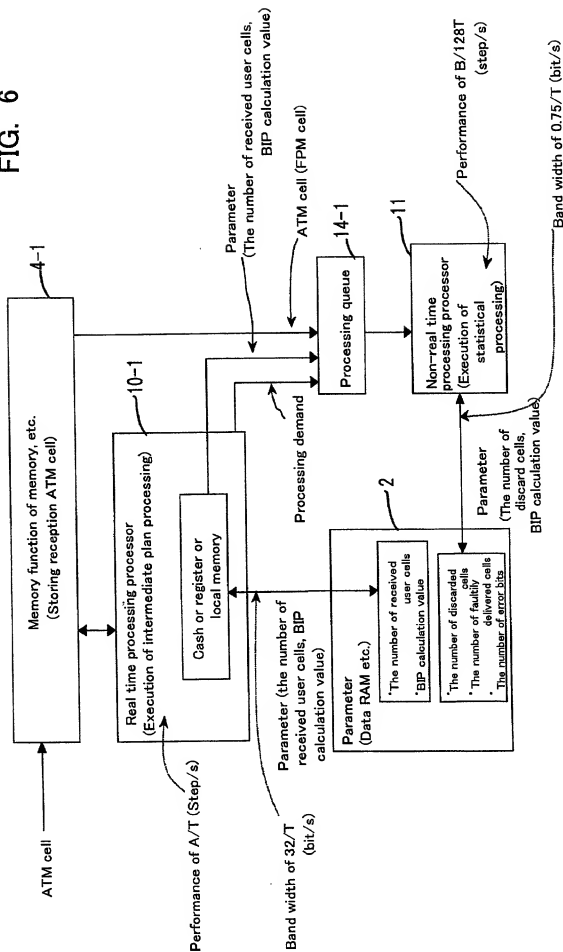 FIG. 6
4-1
Memory function of memory, etc.
(Storing reception ATM cell)
ATM cell
10-1
Real time processing processor
(Execution of intermediate plan processing)
Cash or register or
local memory
Performance of A/T (Step/s)
Parameter
(The number of received user cells,
BIP calculation value)
ATM cell (FPM cell)
14-1
Processing queue
Processing demand
11
Non-real time
processing processor
(Execution of
statistical
processing)
Performance of B/128T
(step/s)
Band width of 0.75/T (bit/s)
Band width of 32/T
(bit/s)
Parameter (the number of
received user cells, BIP
calculation value)
2
Parameter
(Data RAM etc.)
*The number of received
user cells
*BIP calculation value
*The number of discarded
cells
*The number of faultily
delivered cells
*The number of error bits
Parameter
(The number of
discard cells,
BIP calculation value)